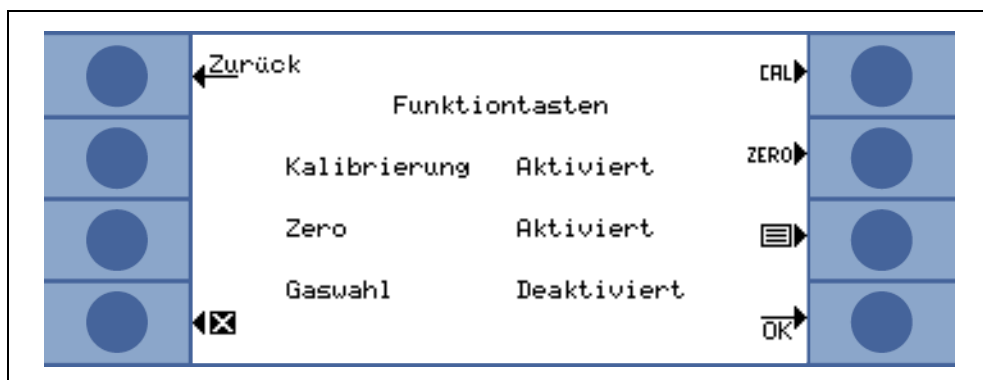 Zurück
CAL
Funktiontasten
Kalibrierung Aktiviert
ZERO
Zero Aktiviert
Gaswahl Deaktiviert
OK